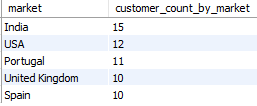 market customer_count_by_market
India 15
USA 12
Portugal 11
United Kingdom 10
Spain 10